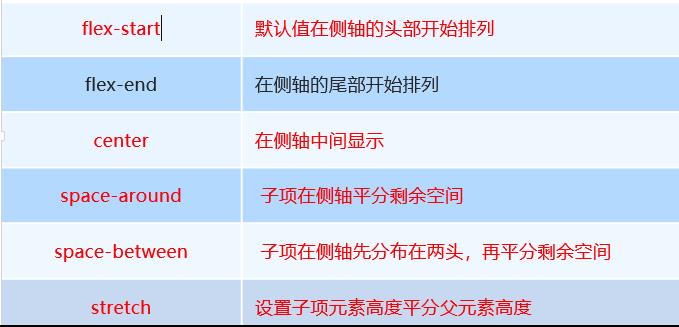 flex-start 默认值在侧轴的头部开始排列
flex-end 在侧轴的尾部开始排列
center 在侧轴中间显示
space-around 子项在侧轴平分剩余空间
space-between 子项在侧轴先分布在两头，再平分剩余空间
stretch 设置子项元素高度平分父元素高度